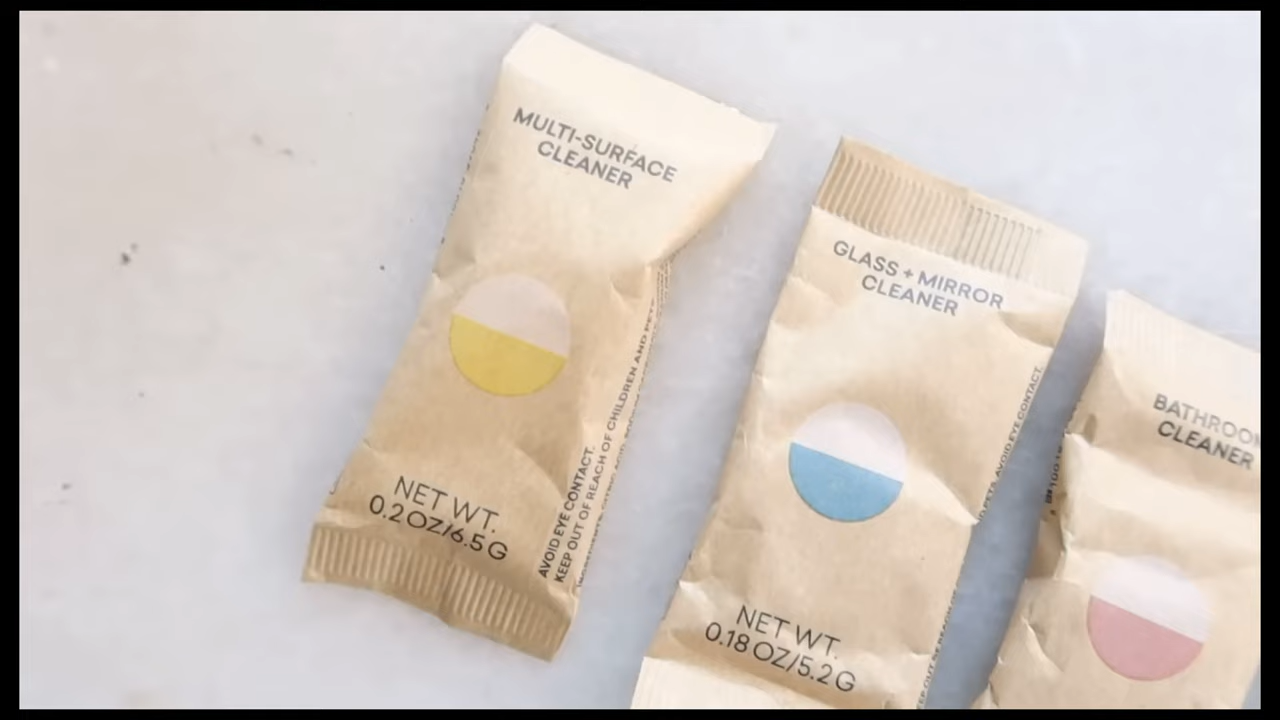 MULTI-SURFACE
CLEANER
NET WT.
0.2 OZ/6.5 G
AVOID EYE CONTACT.
KEEP OUT OF REACH OF CHILDREN AND PETS
GLASS + MIRROR
CLEANER
NET WT.
0.18 OZ/5.2 G
AVOID EYE CONTACT.
BATHROOM
CLEANER